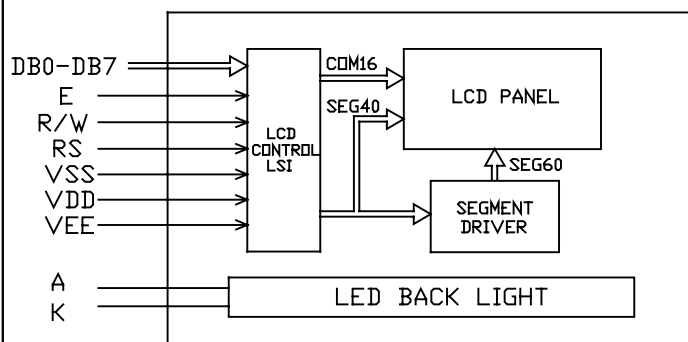 DB0-DB7
E
R/W
RS
VSS
VDD
VEE
A
K
LCD
CONTROL
LSI
COM16
SEG40
LCD PANEL
SEG60
SEGMENT
DRIVER
LED BACK LIGHT